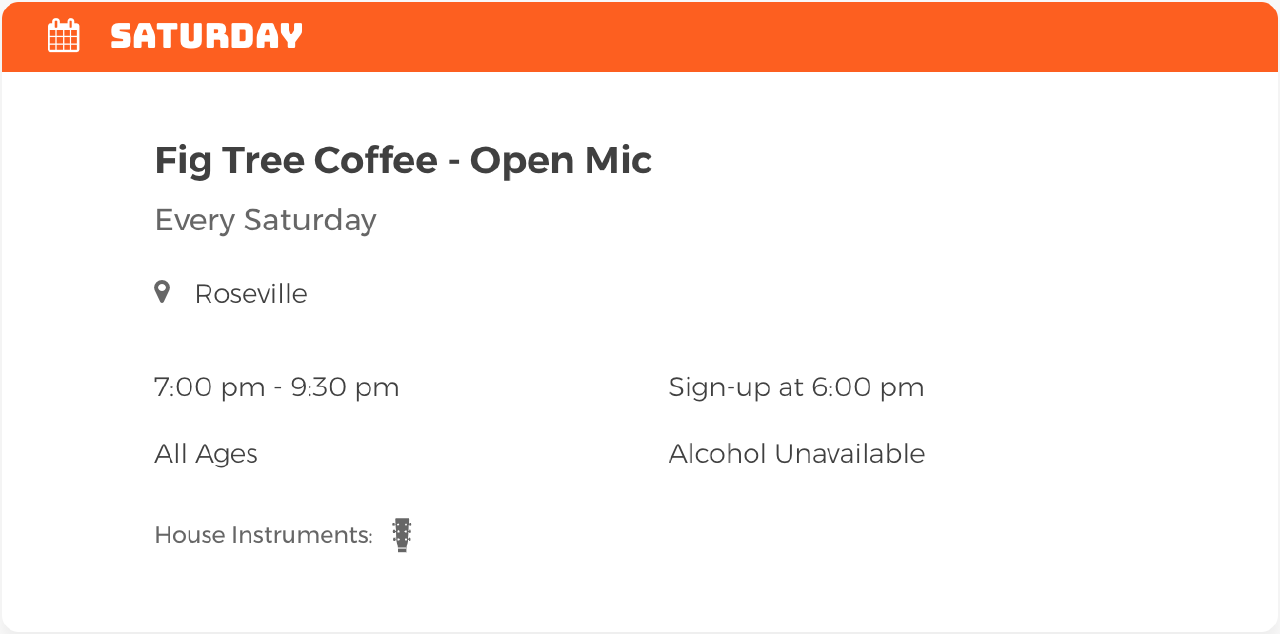 SATURDAY
Fig Tree Coffee - Open Mic
Every Saturday
Roseville
7:00 pm - 9:30 pm
Sign-up at 6:00 pm
All Ages
Alcohol Unavailable
House Instruments: